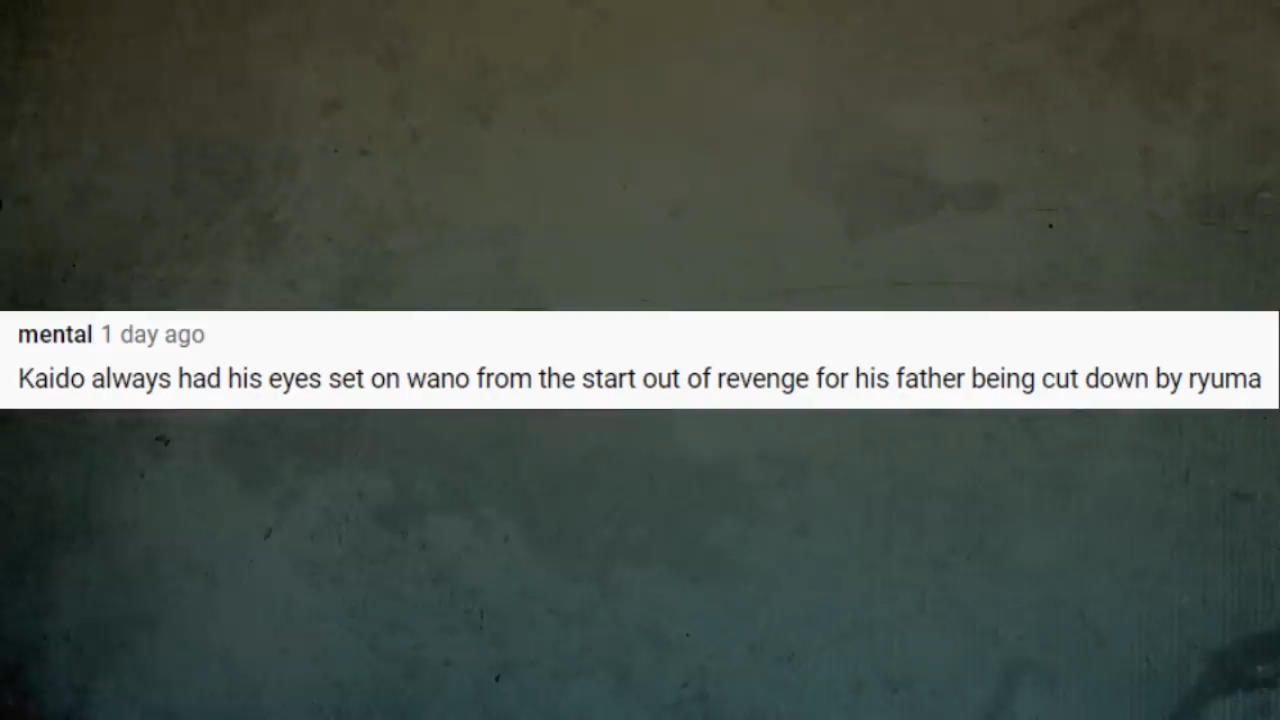 mental 1 day ago
Kaido always had his eyes set on wano from the start out of revenge for his father being cut down by ryuma